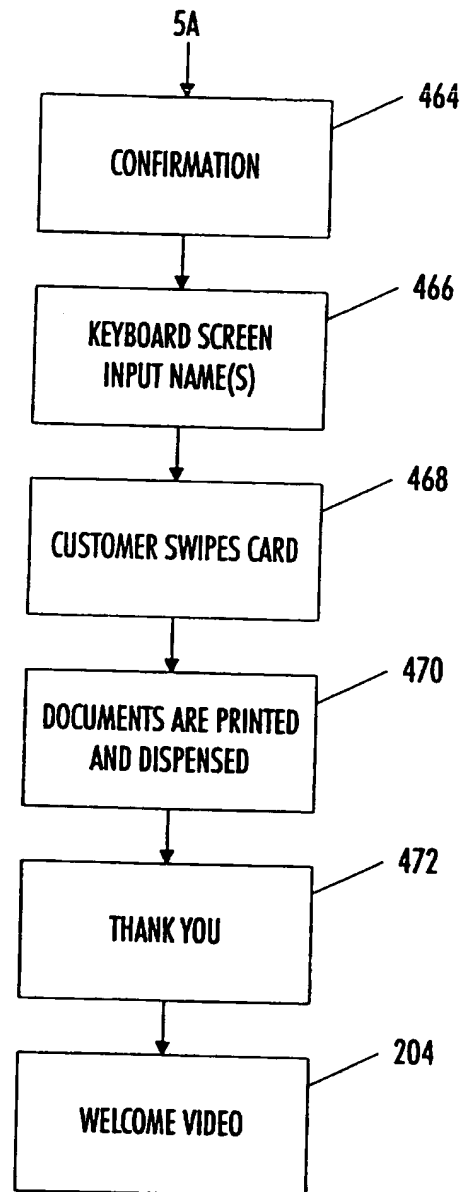 5A
464
CONFIRMATION
466
KEYBOARD SCREEN
INPUT NAME(S)
468
CUSTOMER SWIPES CARD
470
DOCUMENTS ARE PRINTED
AND DISPENSED
472
THANK YOU
204
WELCOME VIDEO